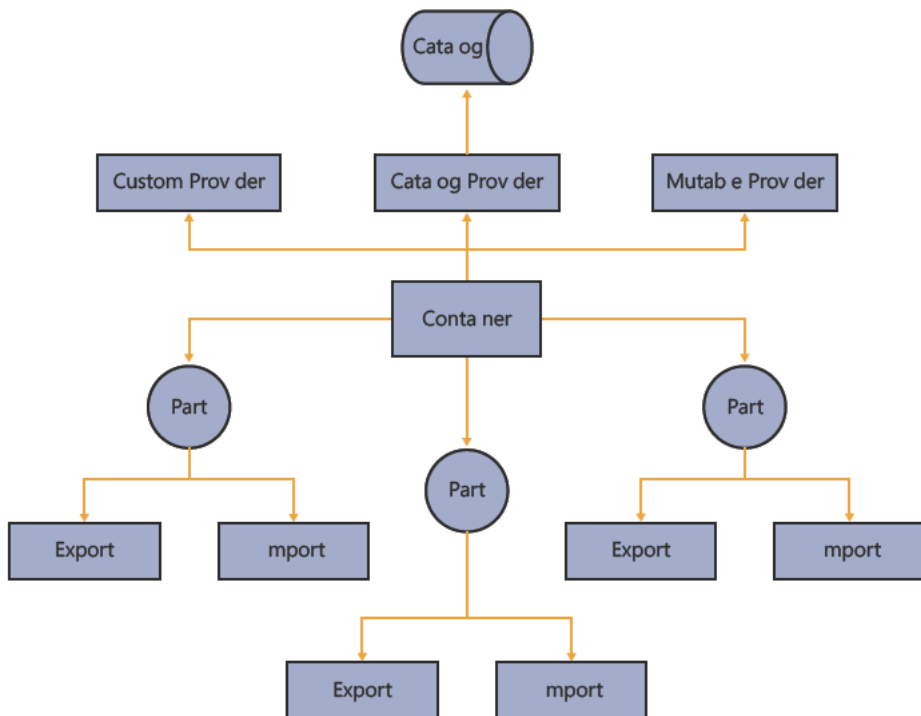 Cata og
Custom Prov der
Cata og Prov der
Mutab e Prov der
Conta ner
Part
Part
Part
Export
mport
Export
mport
Export
mport